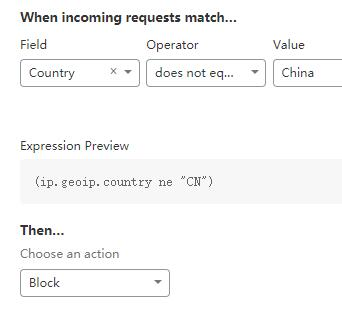 When incoming requests match...
Field Operator Value
Country × does not eq... China
Expression Preview
(ip.geoip.country ne "CN")
Then...
Choose an action
Block